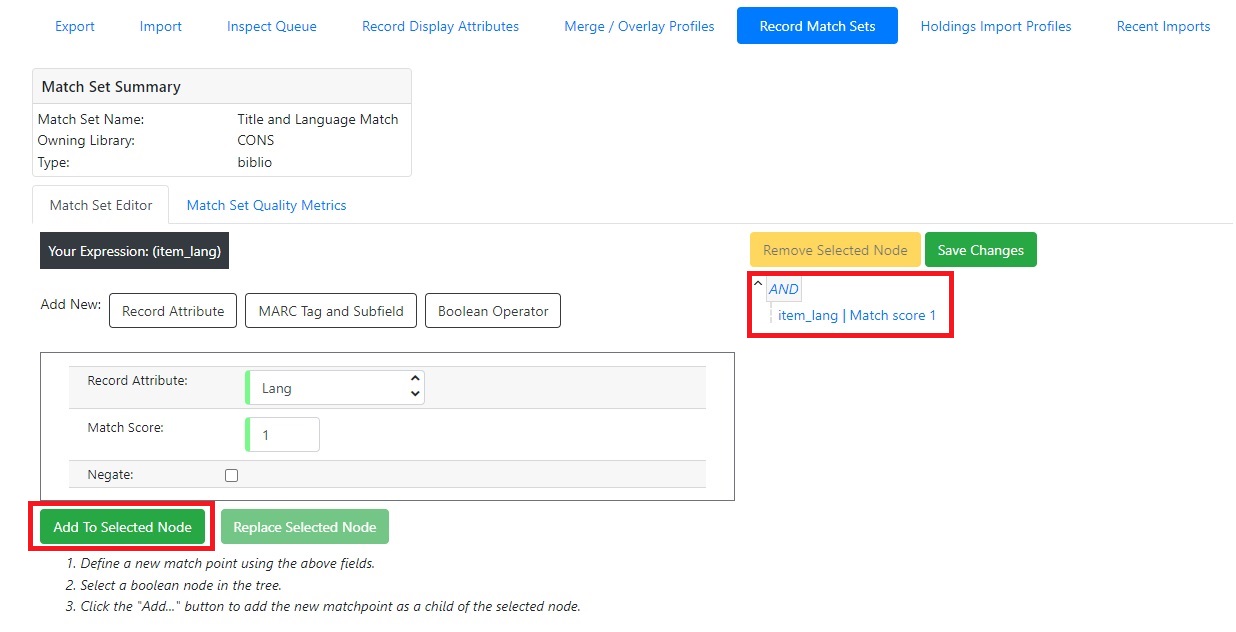 Export Import Inspect Queue Record Display Attributes Merge / Overlay Profiles Record Match Sets Holdings Import Profiles Recent Imports
Match Set Summary
Match Set Name: Title and Language Match
Owning Library: CONS
Type: biblio
Match Set Editor Match Set Quality Metrics
Your Expression: (item_lang)
Remove Selected Node Save Changes
AND
item_lang | Match score 1
Add New: Record Attribute MARC Tag and Subfield Boolean Operator
Record Attribute: Lang
Match Score: 1
Negate:
Add To Selected Node Replace Selected Node
1. Define a new match point using the above fields.
2. Select a boolean node in the tree.
3. Click the "Add..." button to add the new matchpoint as a child of the selected node.